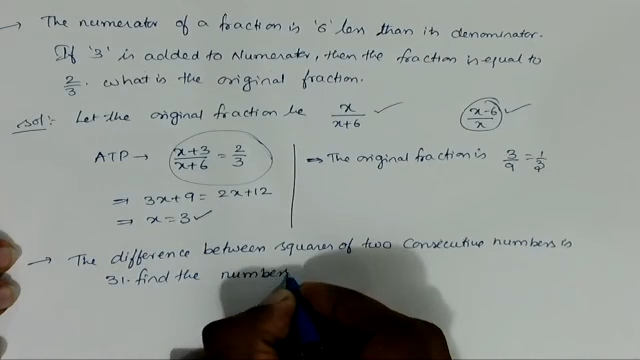 → The numerator of a fraction is '6' less than its denominator.
If '3' is added to Numerator, then the fraction is equal to
2/3. what is the original fraction.
Sol:- Let the original fraction be x/(x+6) ✓ (x-6)/x ✓
ATP → (x+3)/(x+6) = 2/3
⇒ The original fraction is 3/9 = 1/3
⇒ 3x+9 = 2x+12
⇒ x = 3 ✓
→ The difference between squares of two consecutive numbers is
31. find the numbers